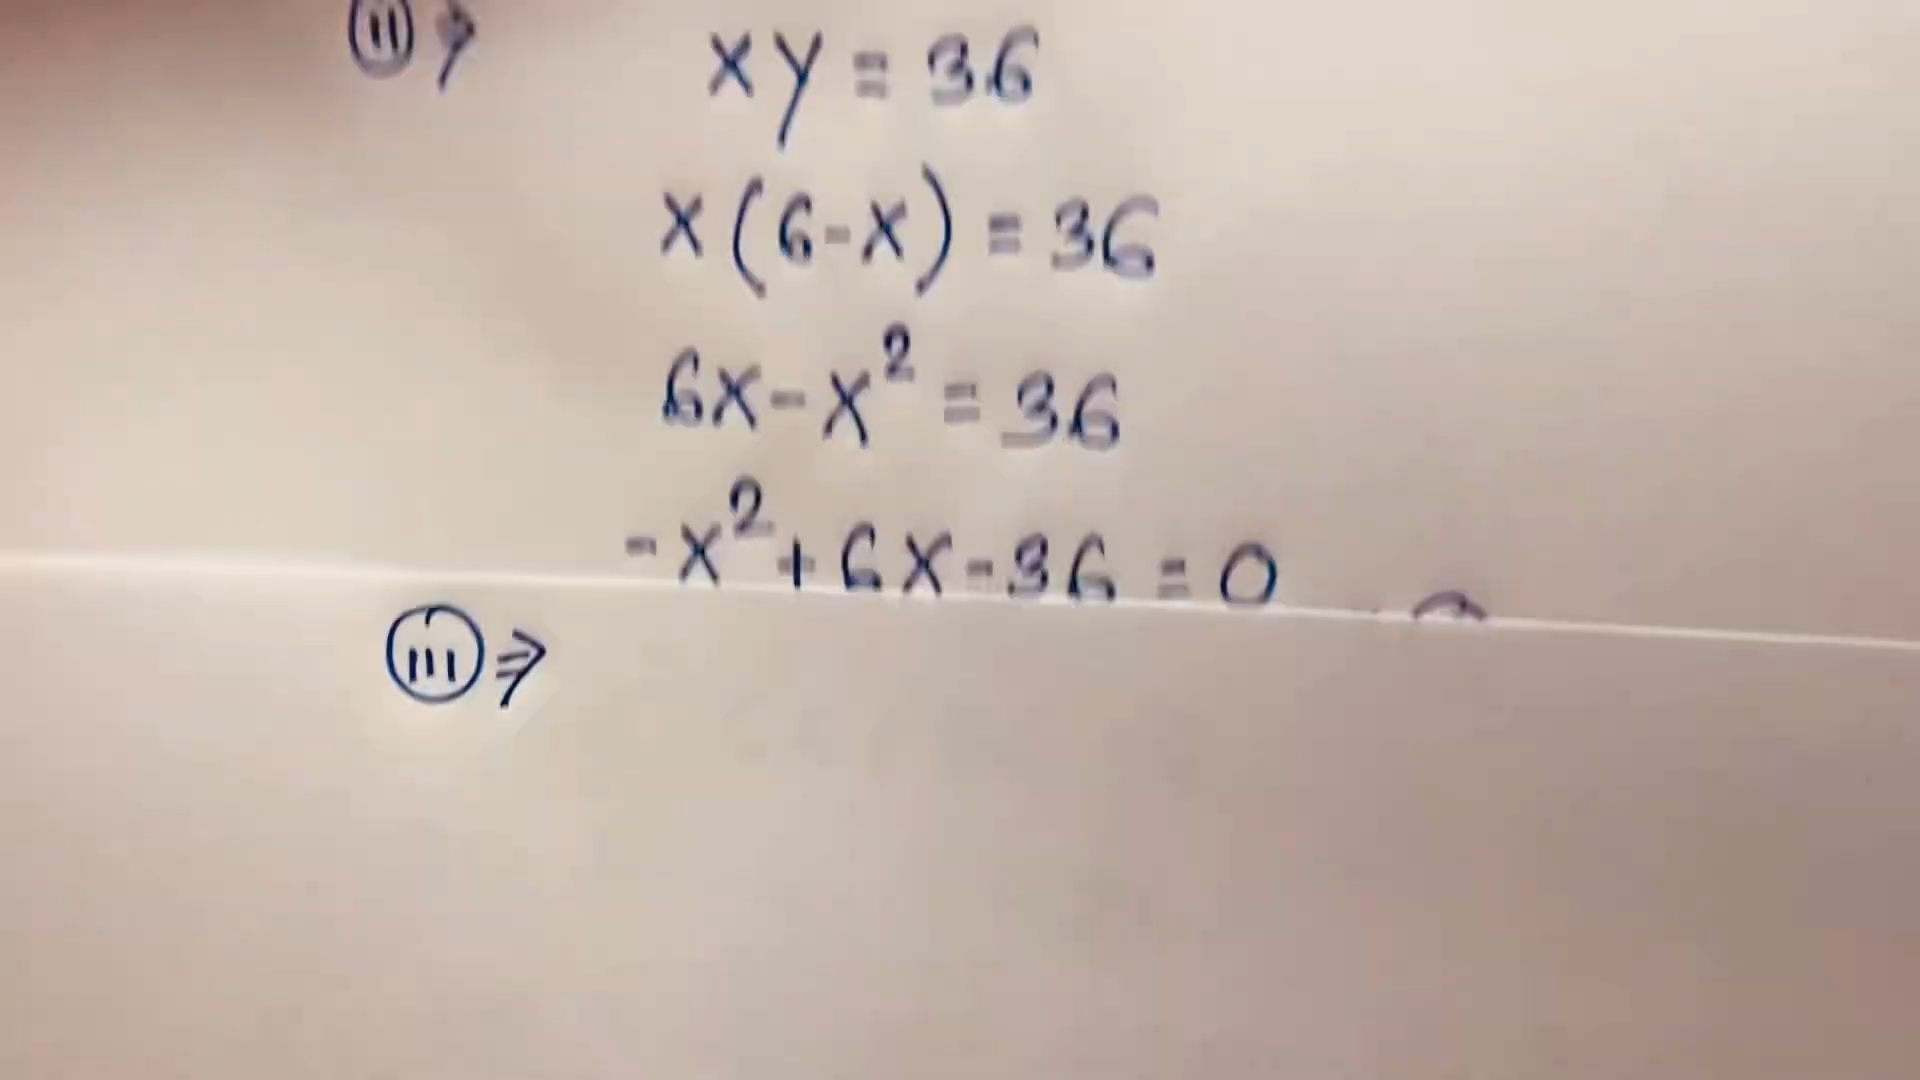 (ii) ⇒ xy = 36
x(6-x) = 36
6x-x² = 36
-x²+6x-36 = 0
(iii) ⇒